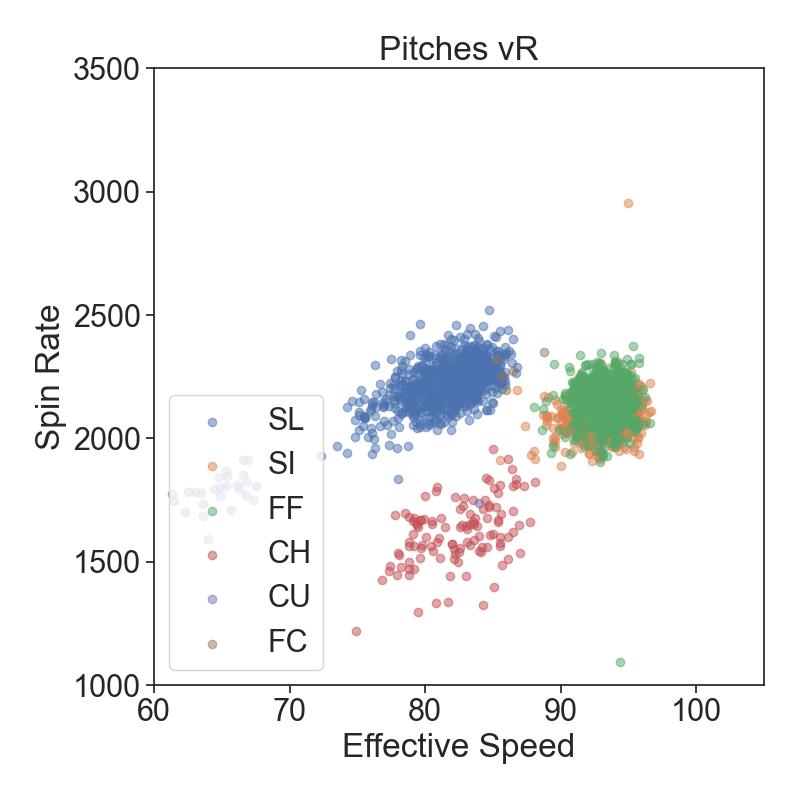 Pitches vR
3500
3000
2500
2000
1500
1000
Spin Rate
SL
SI
FF
CH
CU
FC
60
70
80
90
100
Effective Speed